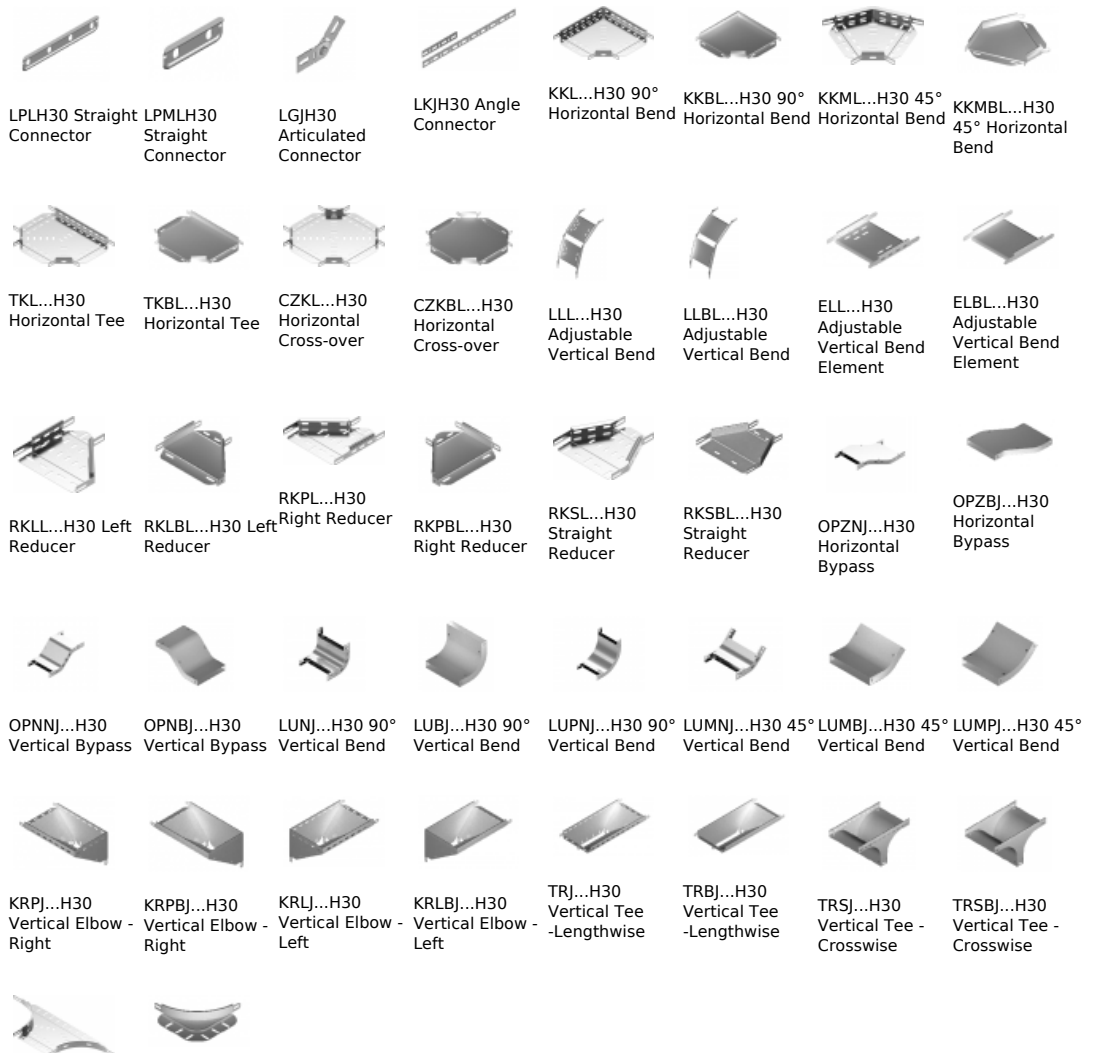 LPLH30 Straight
Connector
LPMLH30
Straight
Connector
LGJH30
Articulated
Connector
LKJH30 Angle
Connector
KKL...H30 90°
Horizontal Bend
KKBL...H30 90°
Horizontal Bend
KKML...H30 45°
Horizontal Bend
KKMBL...H30
45° Horizontal
Bend
TKL...H30
Horizontal Tee
TKBL...H30
Horizontal Tee
CZKL...H30
Horizontal
Cross-over
CZKBL...H30
Horizontal
Cross-over
LLL...H30
Adjustable
Vertical Bend
LLBL...H30
Adjustable
Vertical Bend
ELL...H30
Adjustable
Vertical Bend
Element
ELBL...H30
Adjustable
Vertical Bend
Element
RKLL...H30 Left
Reducer
RKLBL...H30 Left
Reducer
RKPL...H30
Right Reducer
RKPBL...H30
Right Reducer
RKSL...H30
Straight
Reducer
RKSBL...H30
Straight
Reducer
OPZNJ...H30
Horizontal
Bypass
OPZBJ...H30
Horizontal
Bypass
OPNNJ...H30
Vertical Bypass
OPNBJ...H30
Vertical Bypass
LUNJ...H30 90°
Vertical Bend
LUBJ...H30 90°
Vertical Bend
LUPNJ...H30 90°
Vertical Bend
LUMNJ...H30 45°
Vertical Bend
LUMBJ...H30 45°
Vertical Bend
LUMPJ...H30 45°
Vertical Bend
KRPJ...H30
Vertical Elbow -
Right
KRPBJ...H30
Vertical Elbow -
Right
KRLJ...H30
Vertical Elbow -
Left
KRLBJ...H30
Vertical Elbow -
Left
TRJ...H30
Vertical Tee
-Lengthwise
TRBJ...H30
Vertical Tee
-Lengthwise
TRSJ...H30
Vertical Tee -
Crosswise
TRSBJ...H30
Vertical Tee -
Crosswise